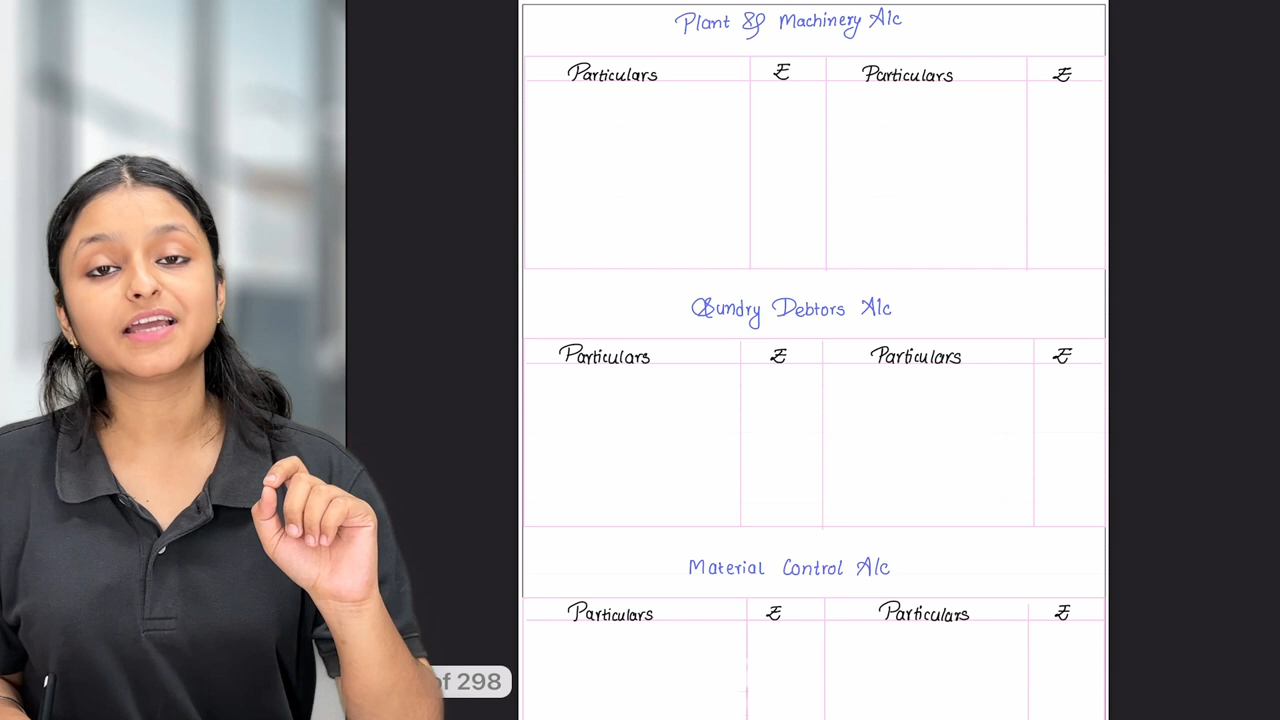 Plant & Machinery A/c
Particulars ₹ Particulars ₹
Sundry Debtors A/c
Particulars ₹ Particulars ₹
Material Control A/c
Particulars ₹ Particulars ₹
of 298